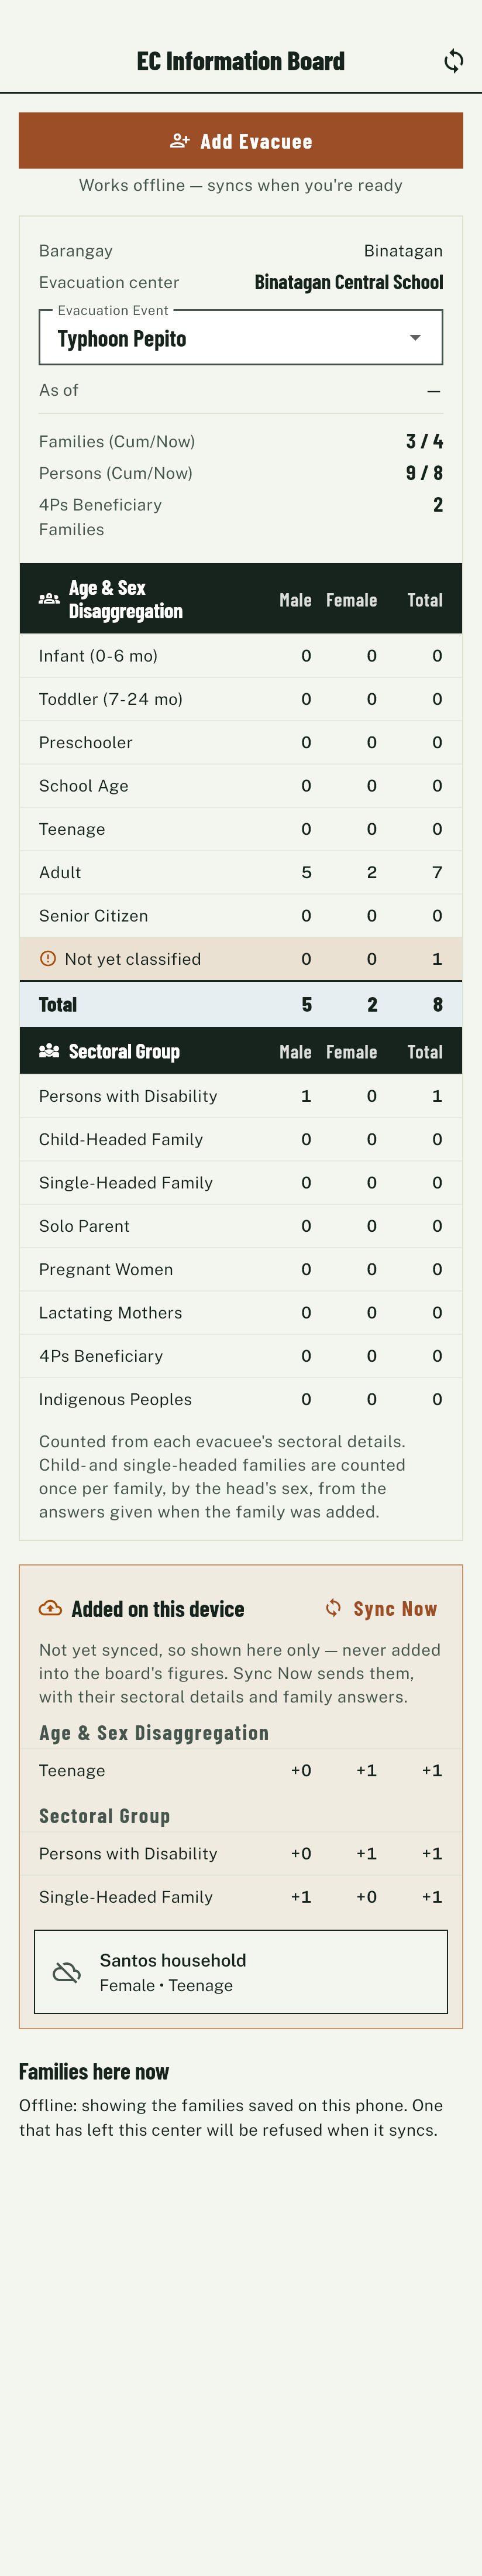 EC Information Board
Add Evacuee
Works offline — syncs when you're ready
Barangay Binatagan
Evacuation center Binatagan Central School
Evacuation Event
Typhoon Pepito
As of —
Families (Cum/Now) 3 / 4
Persons (Cum/Now) 9 / 8
4Ps Beneficiary 2
Families
Age & Sex
Disaggregation Male Female Total
Infant (0-6 mo) 0 0 0
Toddler (7-24 mo) 0 0 0
Preschooler 0 0 0
School Age 0 0 0
Teenage 0 0 0
Adult 5 2 7
Senior Citizen 0 0 0
Not yet classified 0 0 1
Total 5 2 8
Sectoral Group Male Female Total
Persons with Disability 1 0 1
Child-Headed Family 0 0 0
Single-Headed Family 0 0 0
Solo Parent 0 0 0
Pregnant Women 0 0 0
Lactating Mothers 0 0 0
4Ps Beneficiary 0 0 0
Indigenous Peoples 0 0 0
Counted from each evacuee's sectoral details.
Child- and single-headed families are counted
once per family, by the head's sex, from the
answers given when the family was added.
Added on this device Sync Now
Not yet synced, so shown here only — never added
into the board's figures. Sync Now sends them,
with their sectoral details and family answers.
Age & Sex Disaggregation
Teenage +0 +1 +1
Sectoral Group
Persons with Disability +0 +1 +1
Single-Headed Family +1 +0 +1
Santos household
Female • Teenage
Families here now
Offline: showing the families saved on this phone. One
that has left this center will be refused when it syncs.